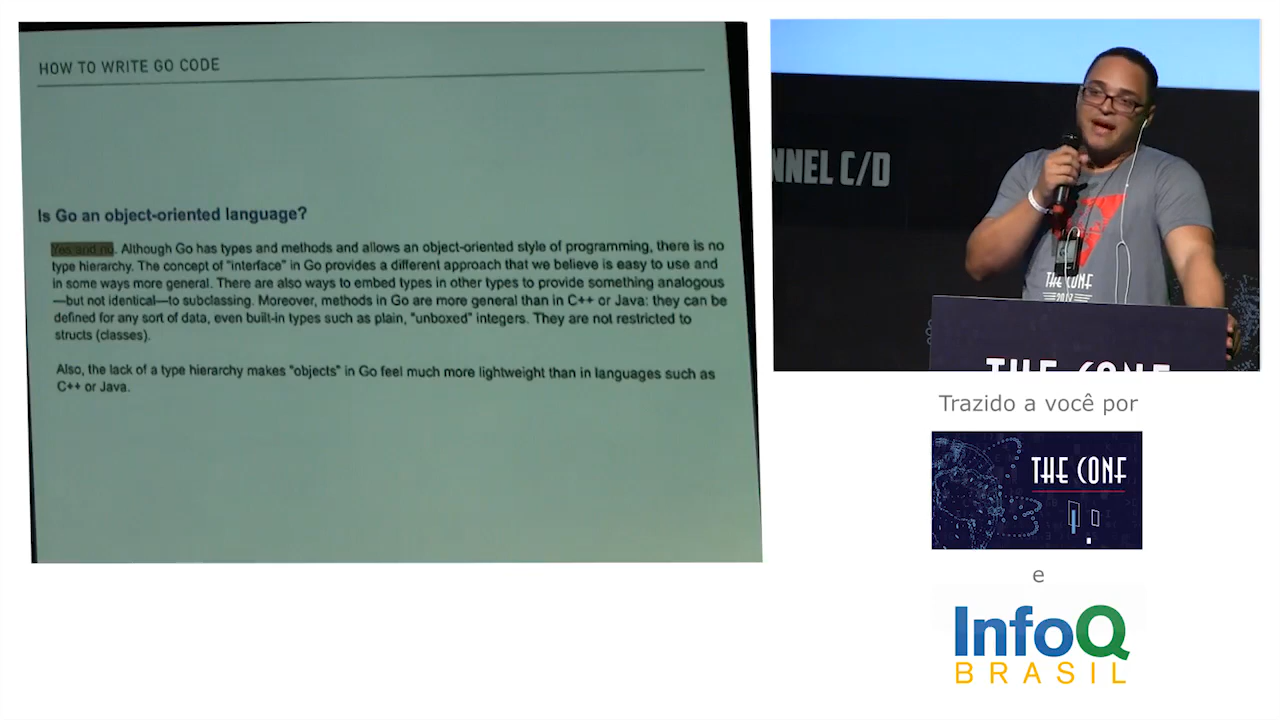 HOW TO WRITE GO CODE
Is Go an object-oriented language?
Yes and no. Although Go has types and methods and allows an object-oriented style of programming, there is no
type hierarchy. The concept of "interface" in Go provides a different approach that we believe is easy to use and
in some ways more general. There are also ways to embed types in other types to provide something analogous
—but not identical—to subclassing. Moreover, methods in Go are more general than in C++ or Java: they can be
defined for any sort of data, even built-in types such as plain, "unboxed" integers. They are not restricted to
structs (classes).
Also, the lack of a type hierarchy makes "objects" in Go feel much more lightweight than in languages such as
C++ or Java.
NNEL C/D
THE CONF
2017
THE CONF
Trazido a você por
THE CONF
e
InfoQ
BRASIL